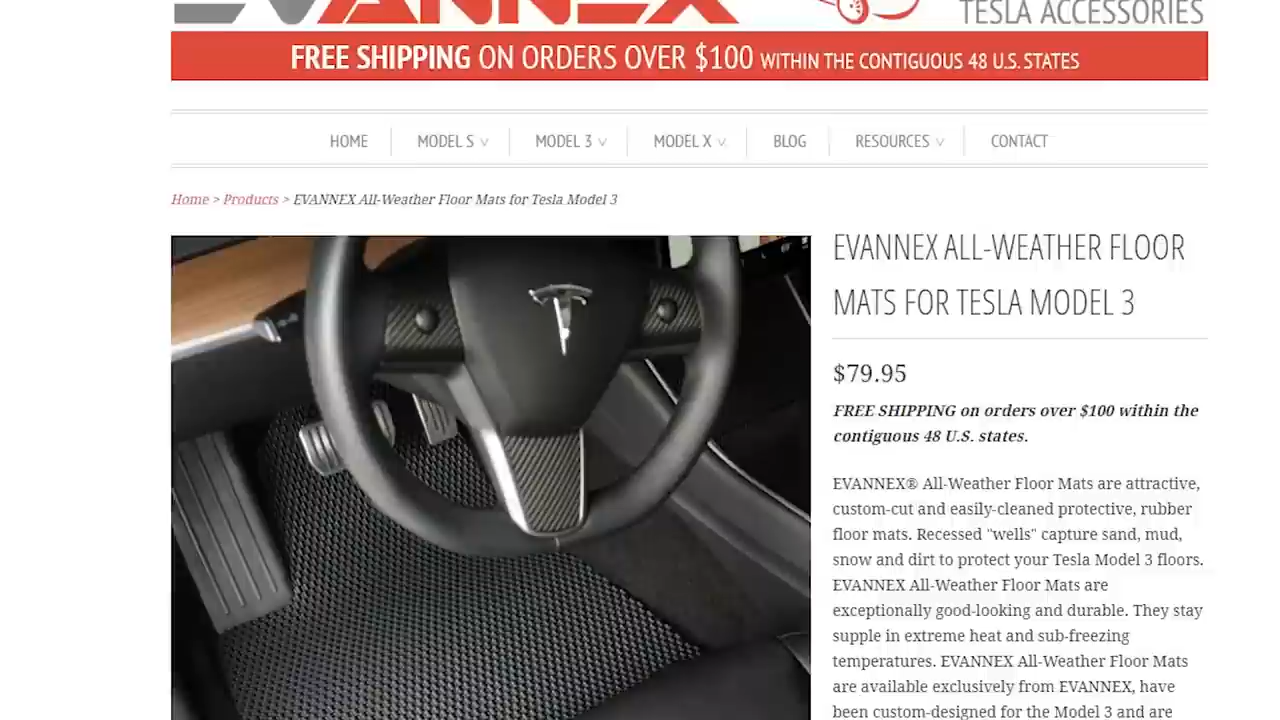 EVANNEX
TESLA ACCESSORIES
FREE SHIPPING ON ORDERS OVER $100 WITHIN THE CONTIGUOUS 48 U.S. STATES
HOME
MODEL S
MODEL 3
MODEL X
BLOG
RESOURCES
CONTACT
Home > Products > EVANNEX All-Weather Floor Mats for Tesla Model 3
EVANNEX ALL-WEATHER FLOOR
MATS FOR TESLA MODEL 3
$79.95
FREE SHIPPING on orders over $100 within the
contiguous 48 U.S. states.
EVANNEX® All-Weather Floor Mats are attractive,
custom-cut and easily-cleaned protective, rubber
floor mats. Recessed "wells" capture sand, mud,
snow and dirt to protect your Tesla Model 3 floors.
EVANNEX All-Weather Floor Mats are
exceptionally good-looking and durable. They stay
supple in extreme heat and sub-freezing
temperatures. EVANNEX All-Weather Floor Mats
are available exclusively from EVANNEX, have
been custom-designed for the Model 3 and are